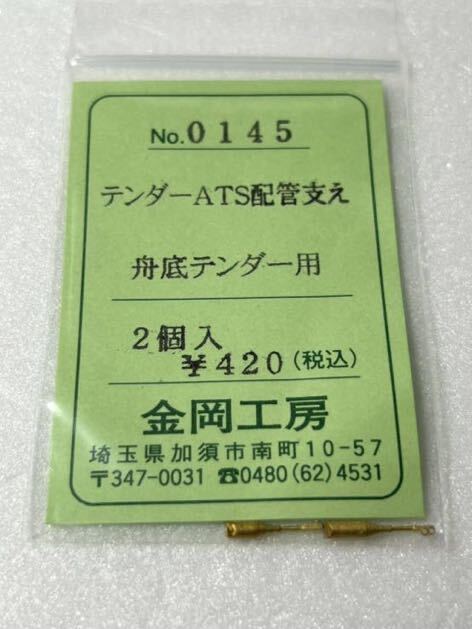 No.0145
テンダーATS配管支え
舟底テンダー用
2個入
¥420(税込)
金岡工房
埼玉県加須市南町10-57
〒347-0031 ☎0480(62)4531